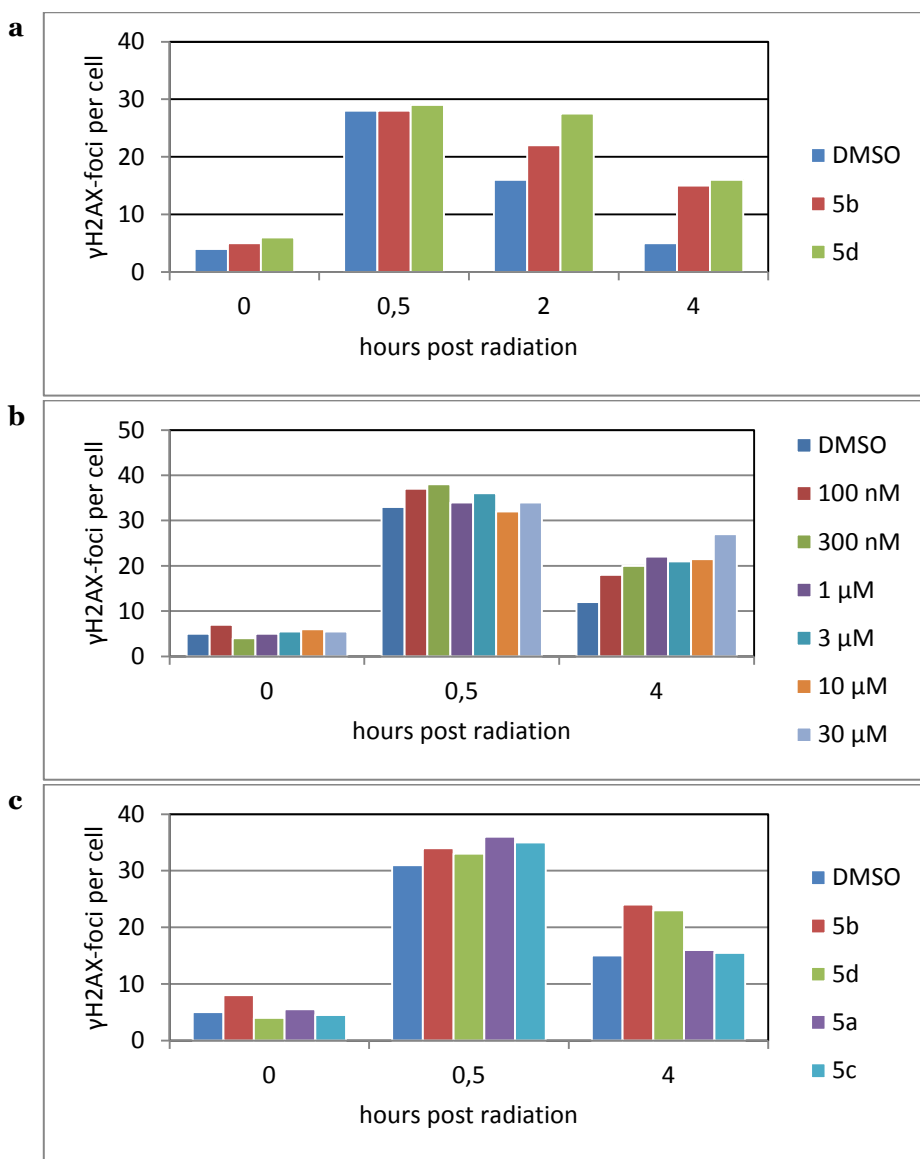 a
40
30
20
10
0
γH2AX-foci per cell
0 0,5 2 4
hours post radiation
DMSO
5b
5d
b
50
40
30
20
10
0
γH2AX-foci per cell
0 0,5 4
hours post radiation
DMSO
100 nM
300 nM
1 µM
3 µM
10 µM
30 µM
c
40
30
20
10
0
γH2AX-foci per cell
0 0,5 4
hours post radiation
DMSO
5b
5d
5a
5c